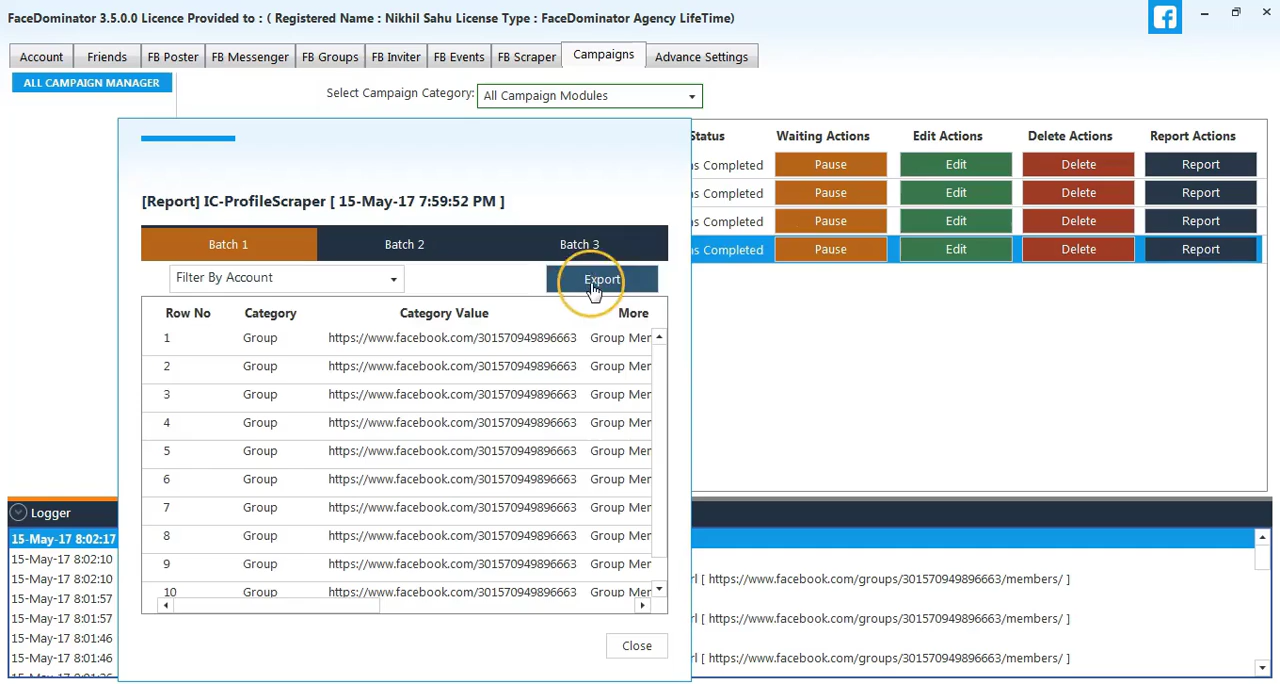 FaceDominator 3.5.0.0 Licence Provided to : ( Registered Name : Nikhil Sahu License Type : FaceDominator Agency LifeTime)
Account Friends FB Poster FB Messenger FB Groups FB Inviter FB Events FB Scraper Campaigns Advance Settings
ALL CAMPAIGN MANAGER
Select Campaign Category: All Campaign Modules
Status Waiting Actions Edit Actions Delete Actions Report Actions
s Completed Pause Edit Delete Report
s Completed Pause Edit Delete Report
s Completed Pause Edit Delete Report
s Completed Pause Edit Delete Report
[Report] IC-ProfileScraper [ 15-May-17 7:59:52 PM ]
Batch 1 Batch 2 Batch 3
Filter By Account Export
Row No Category Category Value More
1 Group https://www.facebook.com/301570949896663 Group Mer
2 Group https://www.facebook.com/301570949896663 Group Mer
3 Group https://www.facebook.com/301570949896663 Group Mer
4 Group https://www.facebook.com/301570949896663 Group Mer
5 Group https://www.facebook.com/301570949896663 Group Mer
6 Group https://www.facebook.com/301570949896663 Group Mer
7 Group https://www.facebook.com/301570949896663 Group Mer
8 Group https://www.facebook.com/301570949896663 Group Mer
9 Group https://www.facebook.com/301570949896663 Group Mer
10 Group https://www.facebook.com/301570949896663 Group Mer
Close
Logger
15-May-17 8:02:17
15-May-17 8:02:10
15-May-17 8:02:10 rl [ https://www.facebook.com/groups/301570949896663/members/ ]
15-May-17 8:01:57
15-May-17 8:01:57 rl [ https://www.facebook.com/groups/301570949896663/members/ ]
15-May-17 8:01:46
15-May-17 8:01:46 rl [ https://www.facebook.com/groups/301570949896663/members/ ]